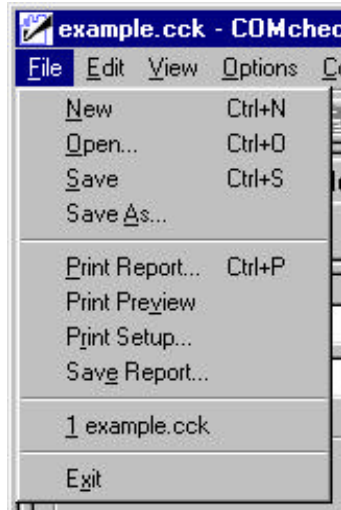 example.cck - COMchec
File Edit View Options
New Ctrl+N
Open... Ctrl+O
Save Ctrl+S
Save As...
Print Report... Ctrl+P
Print Preview
Print Setup...
Save Report...
1 example.cck
Exit